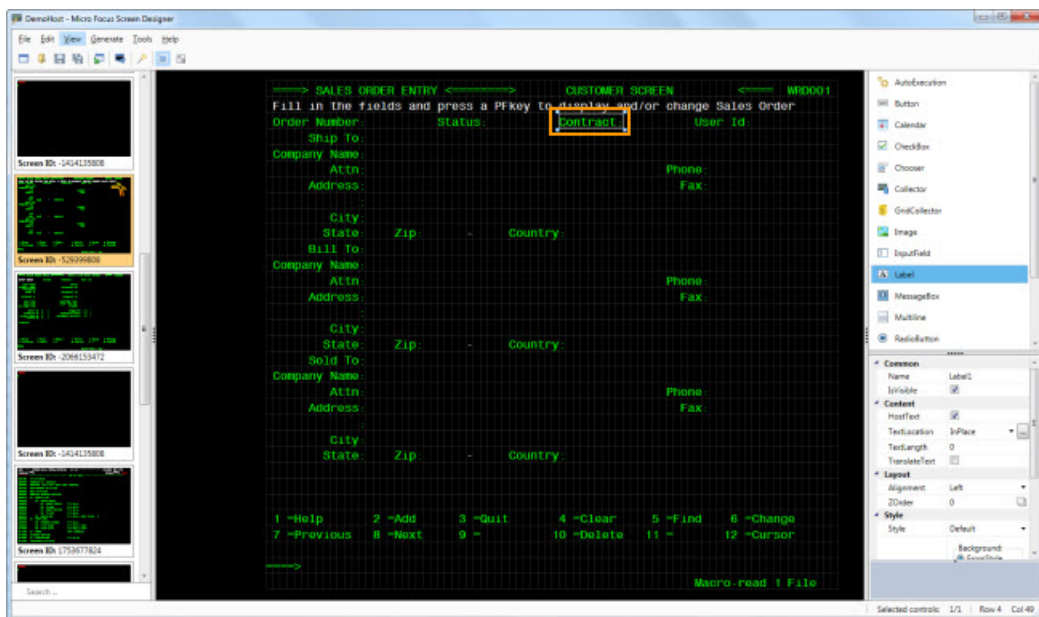 DemoHost - Micro Focus Screen Designer
File Edit View Generate Tools Help
Screen ID: -1414135808
Screen ID: -529399808
Screen ID: -2066153472
Screen ID: -1414135808
Screen ID: 1753677824
Search ...
====> SALES ORDER ENTRY <====> CUSTOMER SCREEN <==== WRD001
Fill in the fields and press a PFkey to display and/or change Sales Order
Order Number: Status: Contract: User Id:
Ship To:
Company Name:
Attn: Phone:
Address: Fax:
:
City:
State: Zip: - Country:
Bill To:
Company Name:
Attn: Phone:
Address: Fax:
:
City:
State: Zip: - Country:
Sold To:
Company Name:
Attn: Phone:
Address: Fax:
:
City:
State: Zip: - Country:
1 =Help 2 =Add 3 =Quit 4 =Clear 5 =Find 6 =Change
7 =Previous 8 =Next 9 = 10 =Delete 11 = 12 =Cursor
====>
Macro-read 1 File
AutoExecution
Button
Calendar
CheckBox
Chooser
Collector
GridCollector
Image
InputField
Label
MessageBox
Multiline
RadioButton
Common
Name Label1
IsVisible
Content
HostText
TextLocation InPlace ...
TextLength 0
TranslateText
Layout
Alignment Left
ZOrder 0
Style
Style Default
Background:
Selected controls: 1/1 Row 4 Col 49